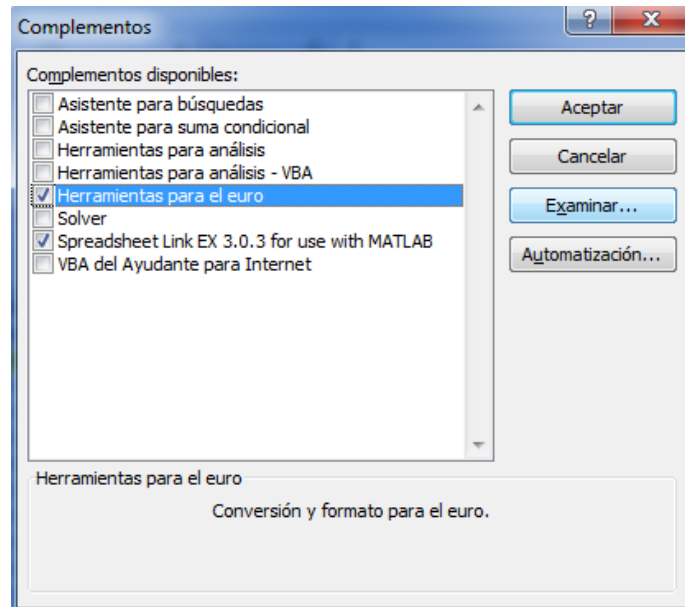 Complementos
Complementos disponibles:
Asistente para búsquedas
Asistente para suma condicional
Herramientas para análisis
Herramientas para análisis - VBA
Herramientas para el euro
Solver
Spreadsheet Link EX 3.0.3 for use with MATLAB
VBA del Ayudante para Internet
Aceptar
Cancelar
Examinar...
Automatización...
Herramientas para el euro
Conversión y formato para el euro.